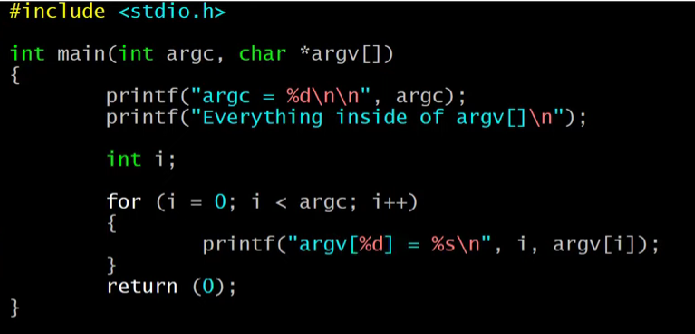 #include <stdio.h>
int main(int argc, char *argv[])
{
printf("argc = %d\n\n", argc);
printf("Everything inside of argv[]\n");
int i;
for (i = 0; i < argc; i++)
{
printf("argv[%d] = %s\n", i, argv[i]);
}
return (0);
}